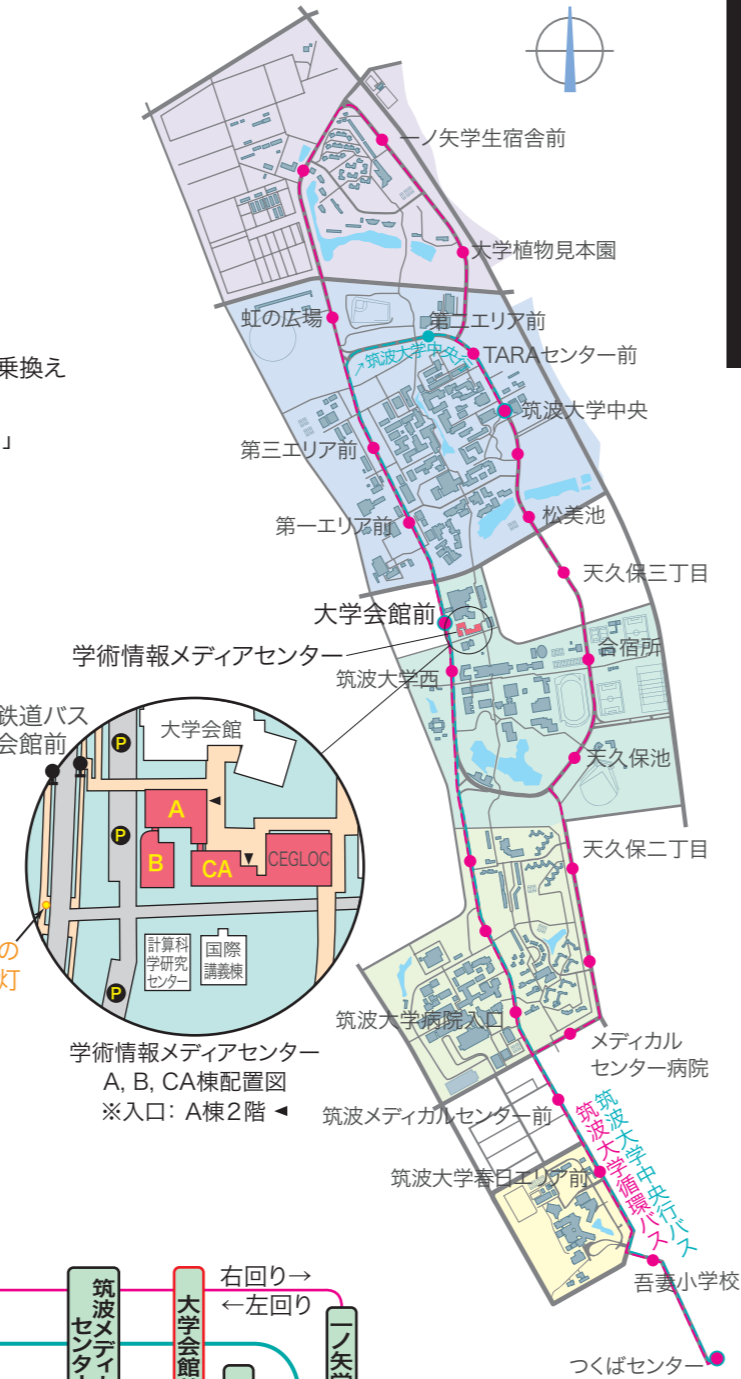 一ノ矢学生宿舎前
大学植物見本園
虹の広場
第二エリア前
↗筑波大学中央へ
TARAセンター前
乗換え
筑波大学中央
」
第三エリア前
第一エリア前
松美池
天久保三丁目
大学会館前
学術情報メディアセンター
合宿所
筑波大学西
鉄道バス
会館前
大学会館
P
天久保池
A
P
B
CA
CEGLOC
天久保二丁目
の
灯
計算科
学研究
センター
国際
講義棟
P
筑波大学病院入口
メディカル
センター病院
学術情報メディアセンター
A, B, CA棟配置図
※入口: A棟2階 ◄
筑波メディカルセンター前
筑波大学中央行バス
筑波大学循環バス
筑波大学春日エリア前
吾妻小学校
つくばセンター
右回り→
←左回り
筑波メディ
センタ
大学会館
一ノ矢学